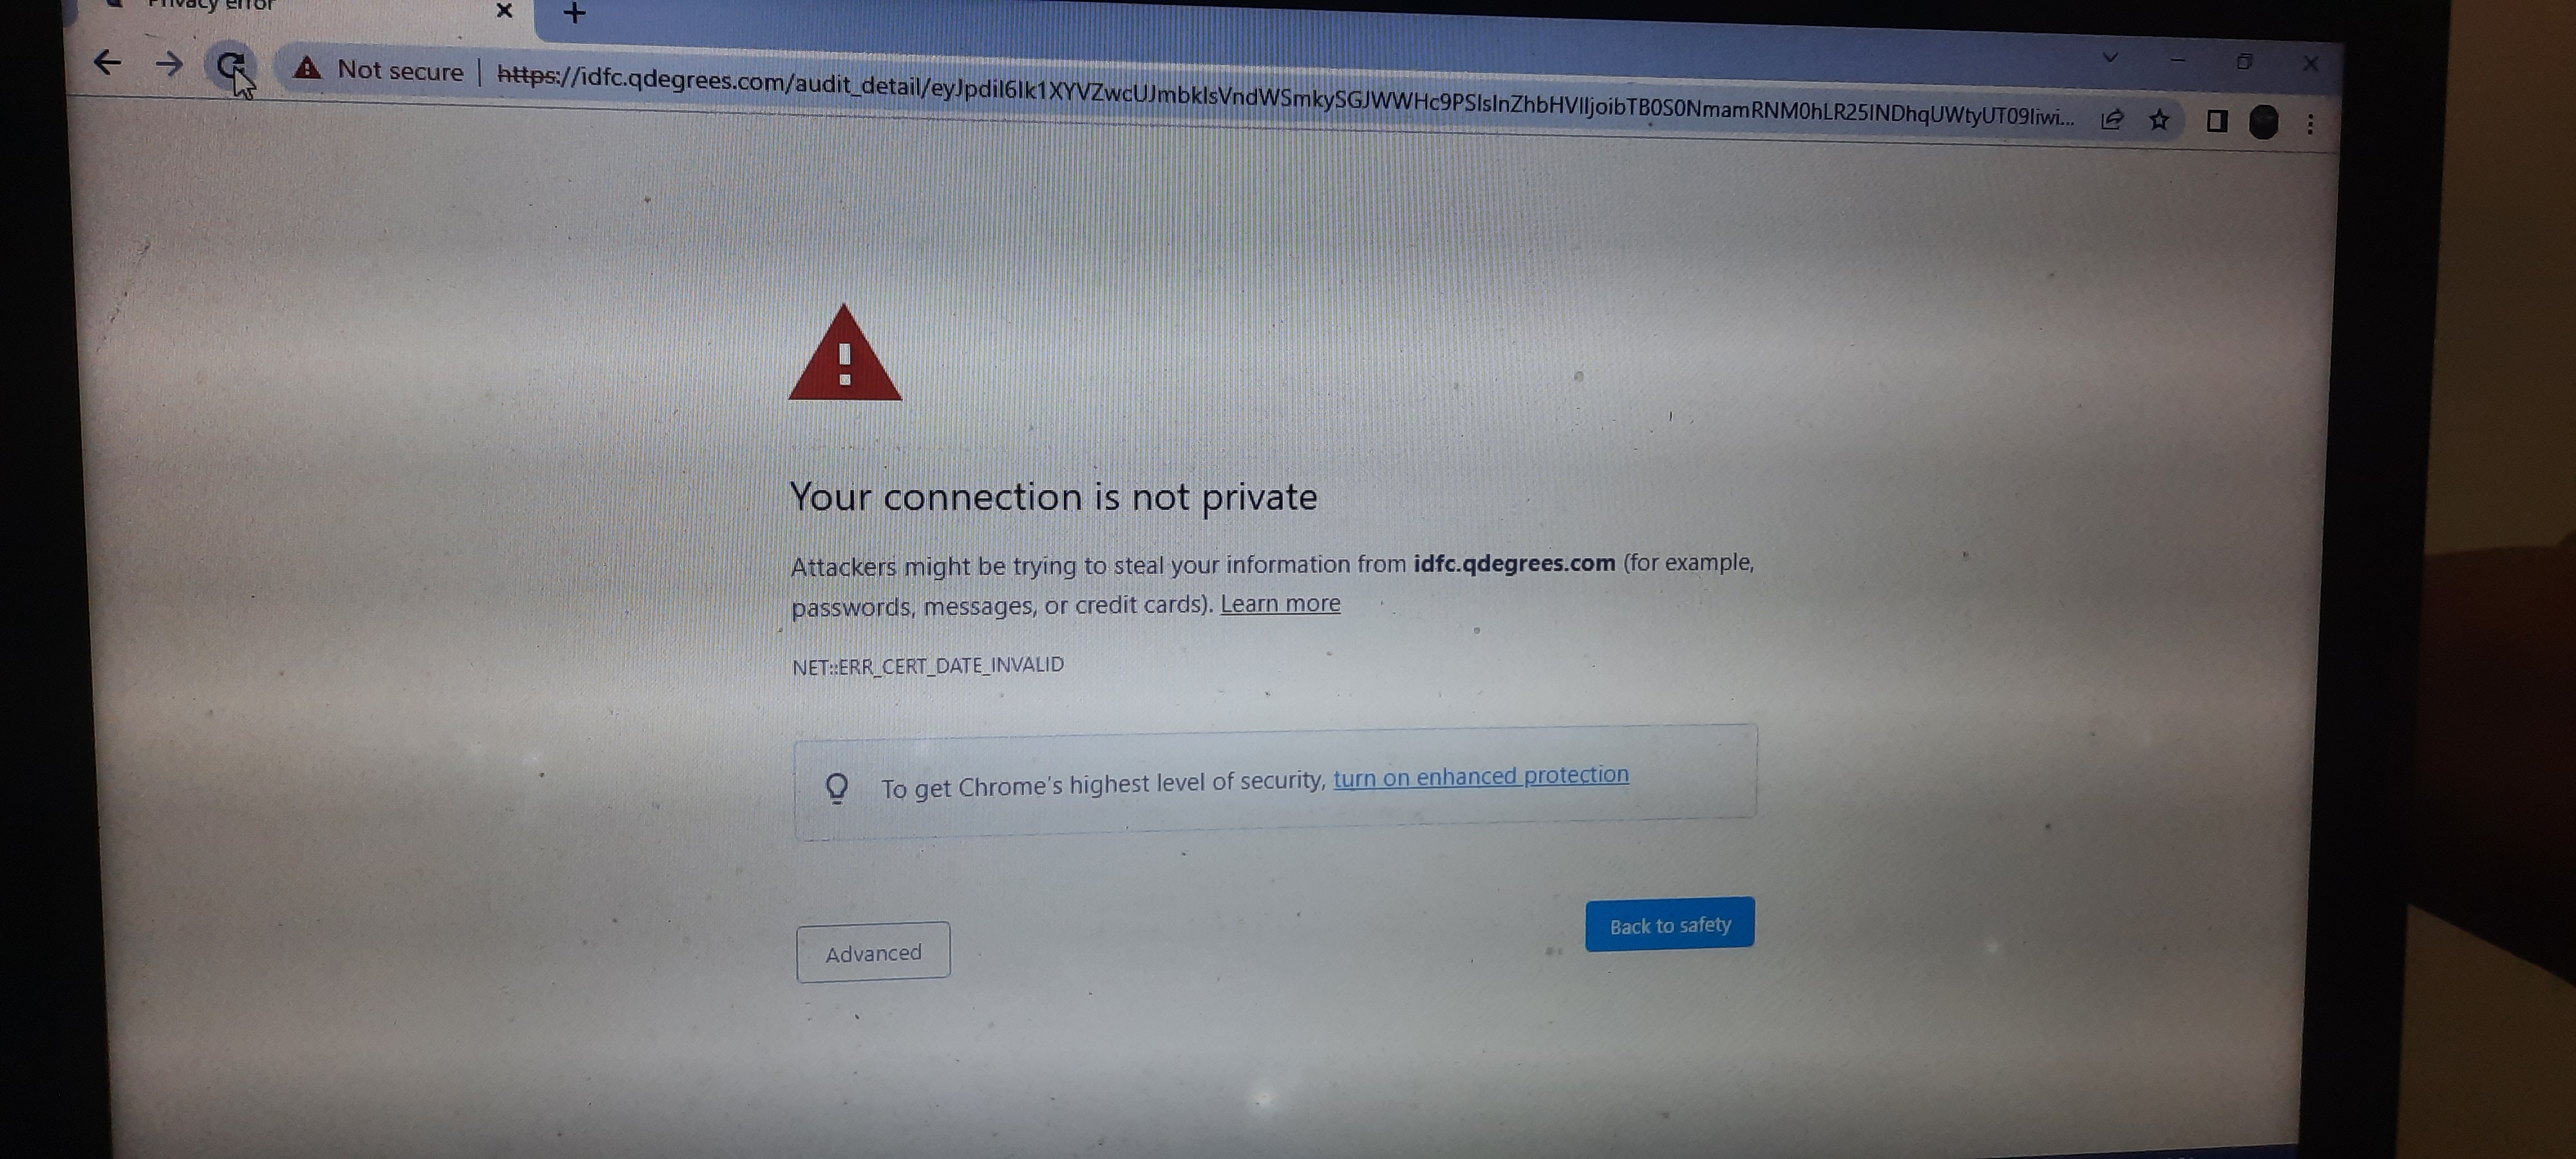 Privacy error
Not secure | https://idfc.qdegrees.com/audit_detail/eyJpdiI6Ik1XYVZwcUJmbklsVndWSmkySGJWWHc9PSIsInZhbHVlIjoibTB0S0NmamRNM0hLR25INDhqUWtyUT09Iiwi...
Your connection is not private
Attackers might be trying to steal your information from idfc.qdegrees.com (for example,
passwords, messages, or credit cards). Learn more
NET::ERR_CERT_DATE_INVALID
To get Chrome's highest level of security, turn on enhanced protection
Advanced
Back to safety